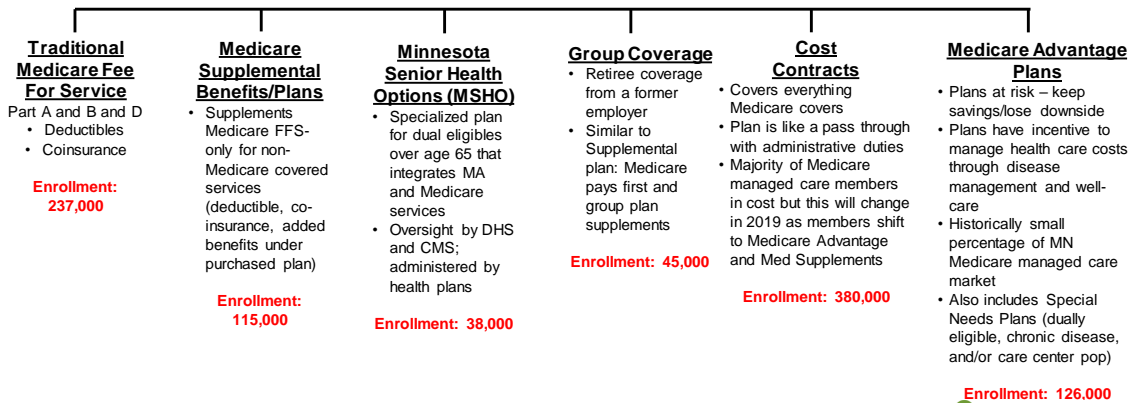 Traditional
Medicare Fee
For Service
Part A and B and D
• Deductibles
• Coinsurance
Enrollment:
237,000
Medicare
Supplemental
Benefits/Plans
• Supplements
Medicare FFS-
only for non-
Medicare covered
services
(deductible, co-
insurance, added
benefits under
purchased plan)
Enrollment:
115,000
Minnesota
Senior Health
Options (MSHO)
• Specialized plan
for dual eligibles
over age 65 that
integrates MA
and Medicare
services
• Oversight by DHS
and CMS;
administered by
health plans
Enrollment: 38,000
Group Coverage
• Retiree coverage
from a former
employer
• Similar to
Supplemental
plan: Medicare
pays first and
group plan
supplements
Enrollment: 45,000
Cost
Contracts
• Covers everything
Medicare covers
• Plan is like a pass through
with administrative duties
• Majority of Medicare
managed care members
in cost but this will change
in 2019 as members shift
to Medicare Advantage
and Med Supplements
Enrollment: 380,000
Medicare Advantage
Plans
• Plans at risk – keep
savings/lose downside
• Plans have incentive to
manage health care costs
through disease
management and well-
care
• Historically small
percentage of MN
Medicare managed care
market
• Also includes Special
Needs Plans (dually
eligible, chronic disease,
and/or care center pop)
Enrollment: 126,000